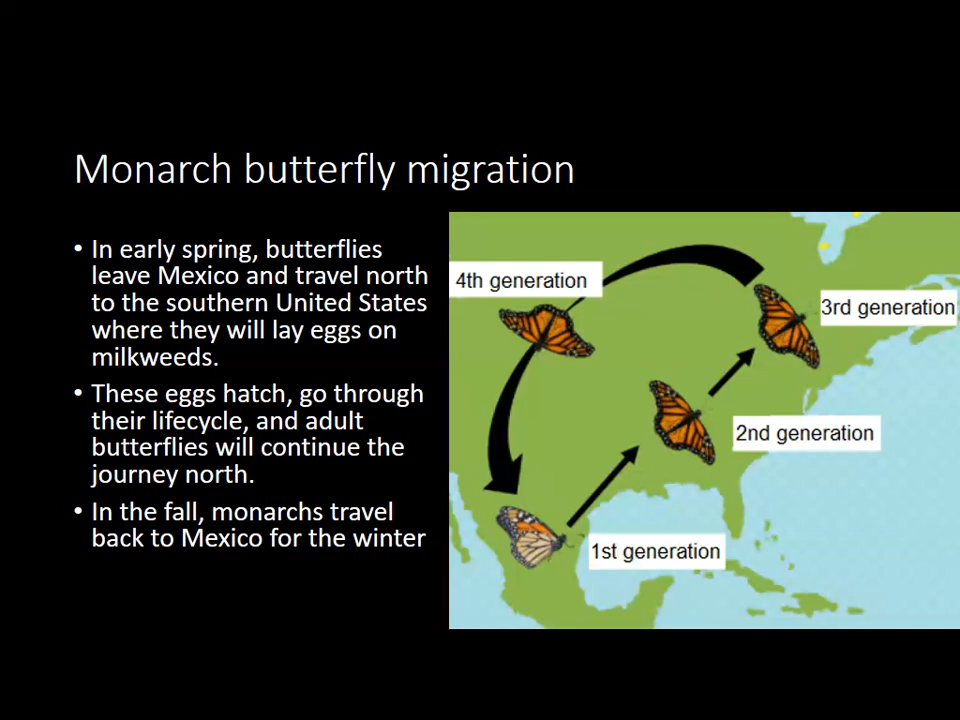 Monarch butterfly migration
• In early spring, butterflies
leave Mexico and travel north
to the southern United States
where they will lay eggs on
milkweeds.
• These eggs hatch, go through
their lifecycle, and adult
butterflies will continue the
journey north.
• In the fall, monarchs travel
back to Mexico for the winter
4th generation
3rd generation
2nd generation
1st generation